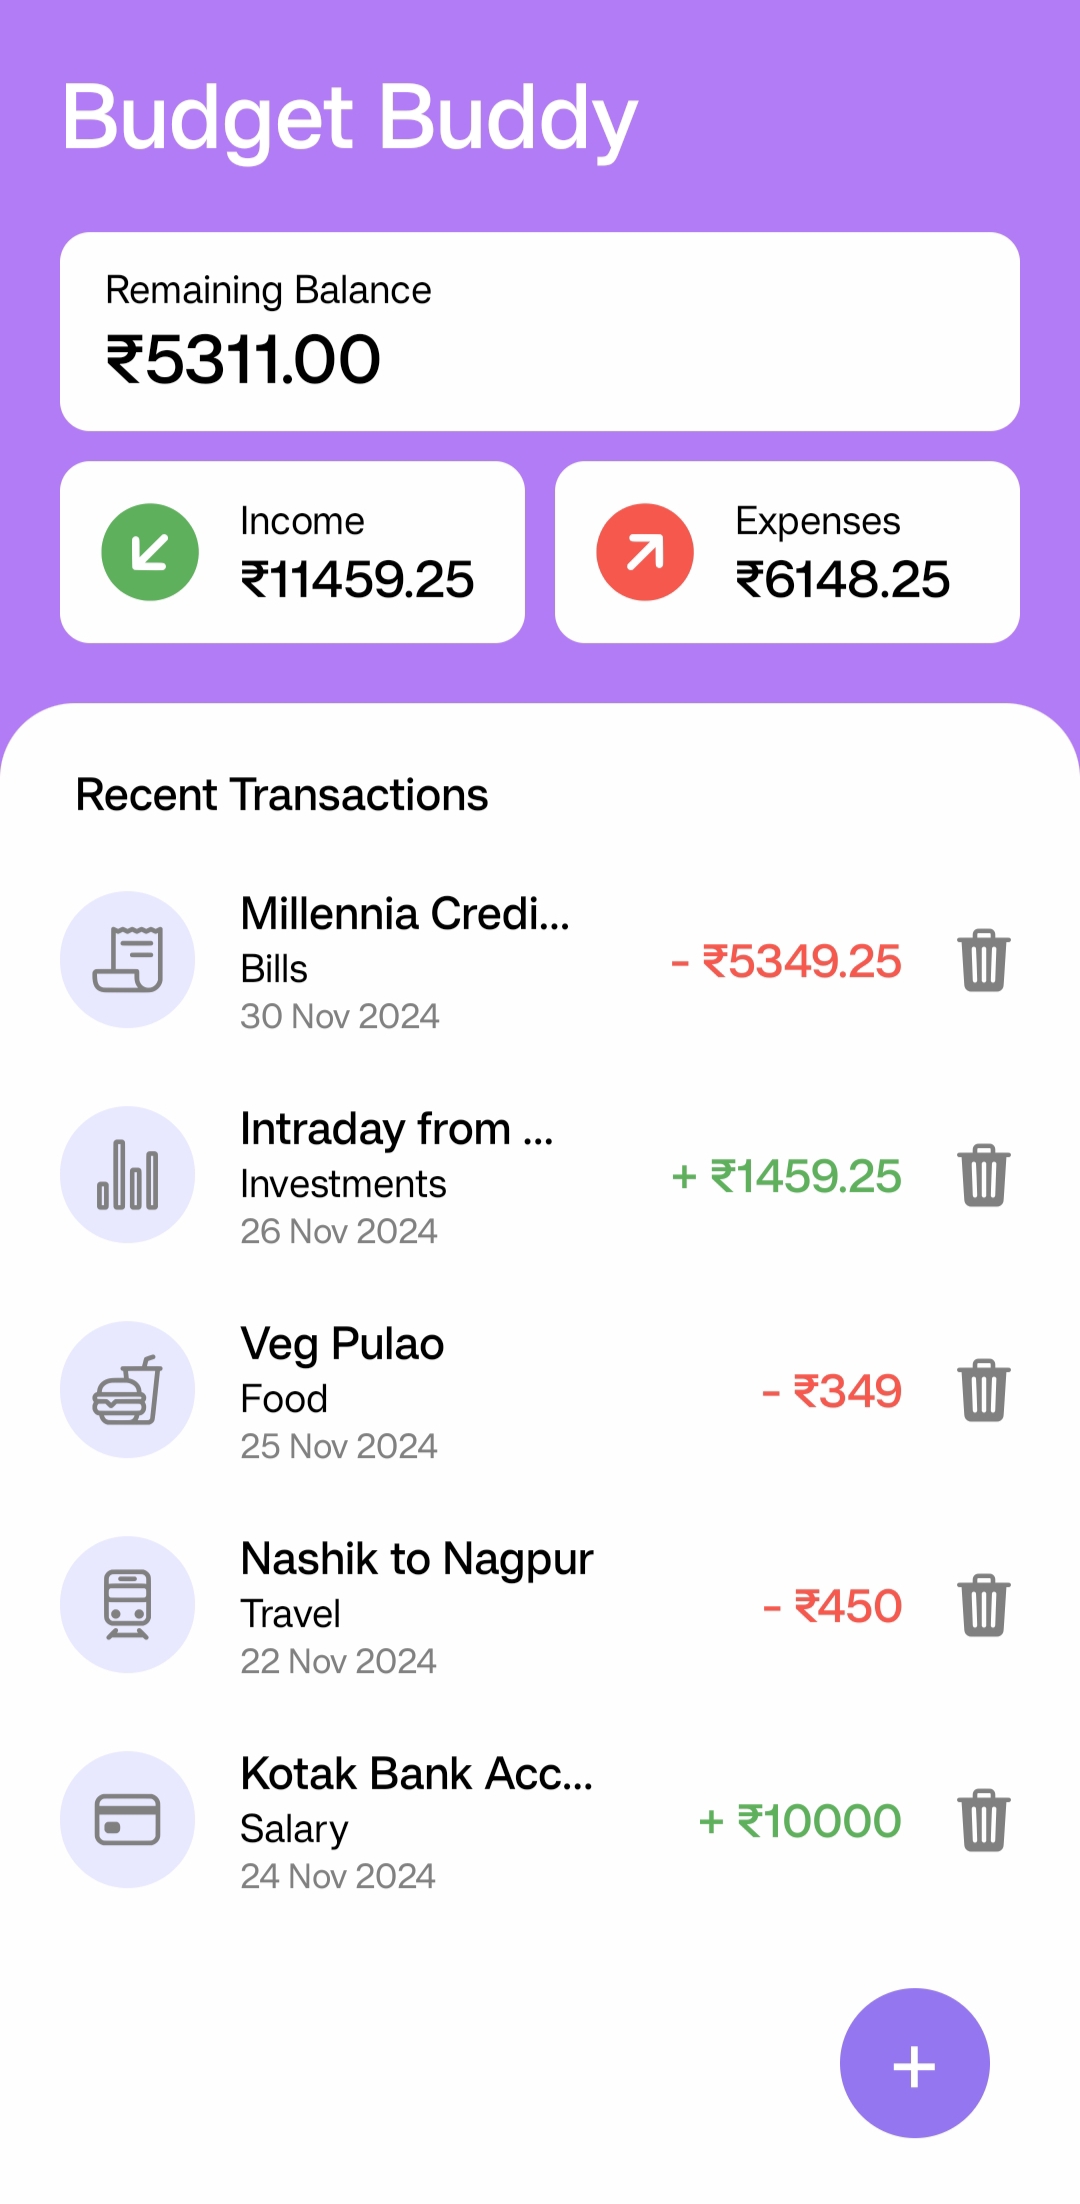 Budget Buddy
Remaining Balance
₹5311.00
Income
₹11459.25
Expenses
₹6148.25
Recent Transactions
Millennia Credi...
Bills
30 Nov 2024
- ₹5349.25
Intraday from ...
Investments
26 Nov 2024
+ ₹1459.25
Veg Pulao
Food
25 Nov 2024
- ₹349
Nashik to Nagpur
Travel
22 Nov 2024
- ₹450
Kotak Bank Acc...
Salary
24 Nov 2024
+ ₹10000
+